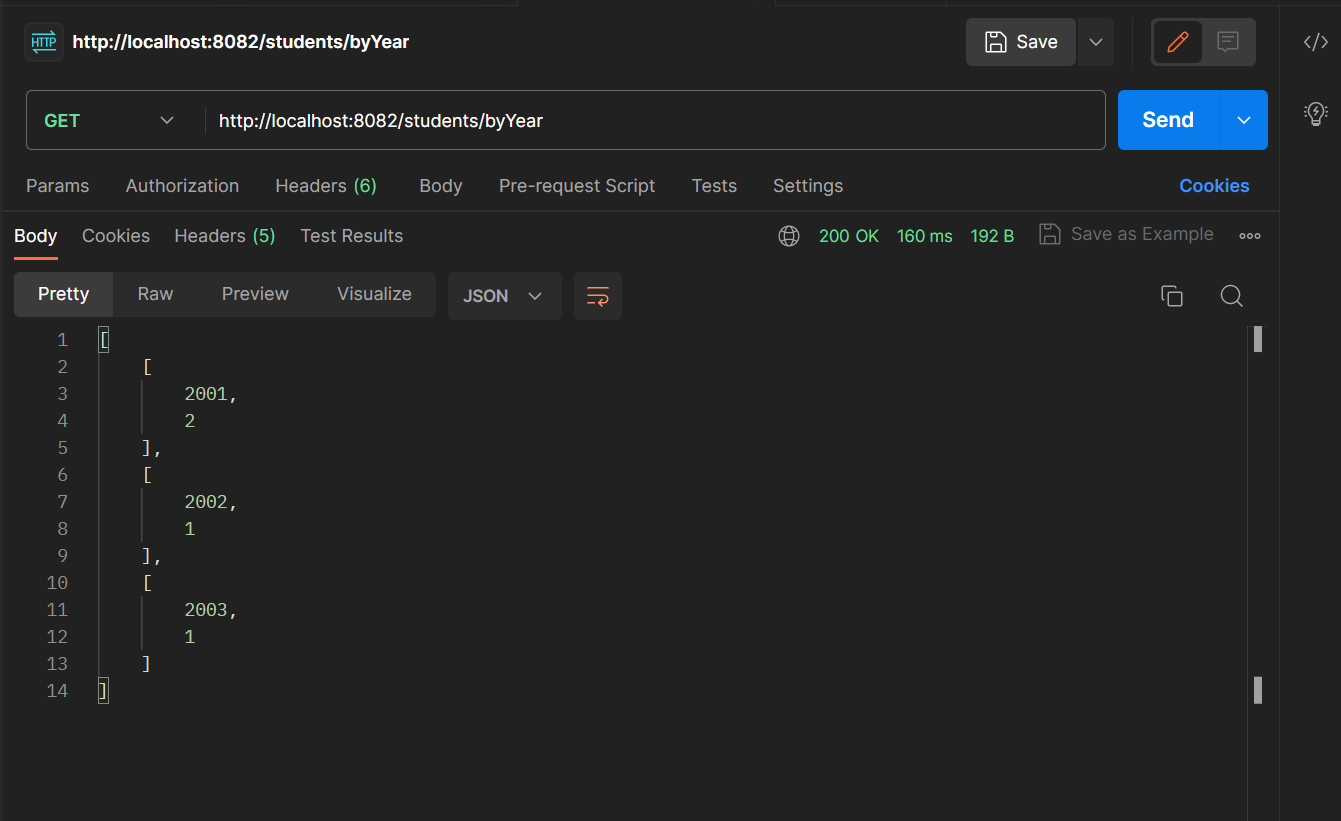 HTTP http://localhost:8082/students/byYear Save </>
GET http://localhost:8082/students/byYear Send
Params Authorization Headers (6) Body Pre-request Script Tests Settings Cookies
Body Cookies Headers (5) Test Results 200 OK 160 ms 192 B Save as Example
Pretty Raw Preview Visualize JSON
1 [
2 [
3 2001,
4 2
5 ],
6 [
7 2002,
8 1
9 ],
10 [
11 2003,
12 1
13 ]
14 ]